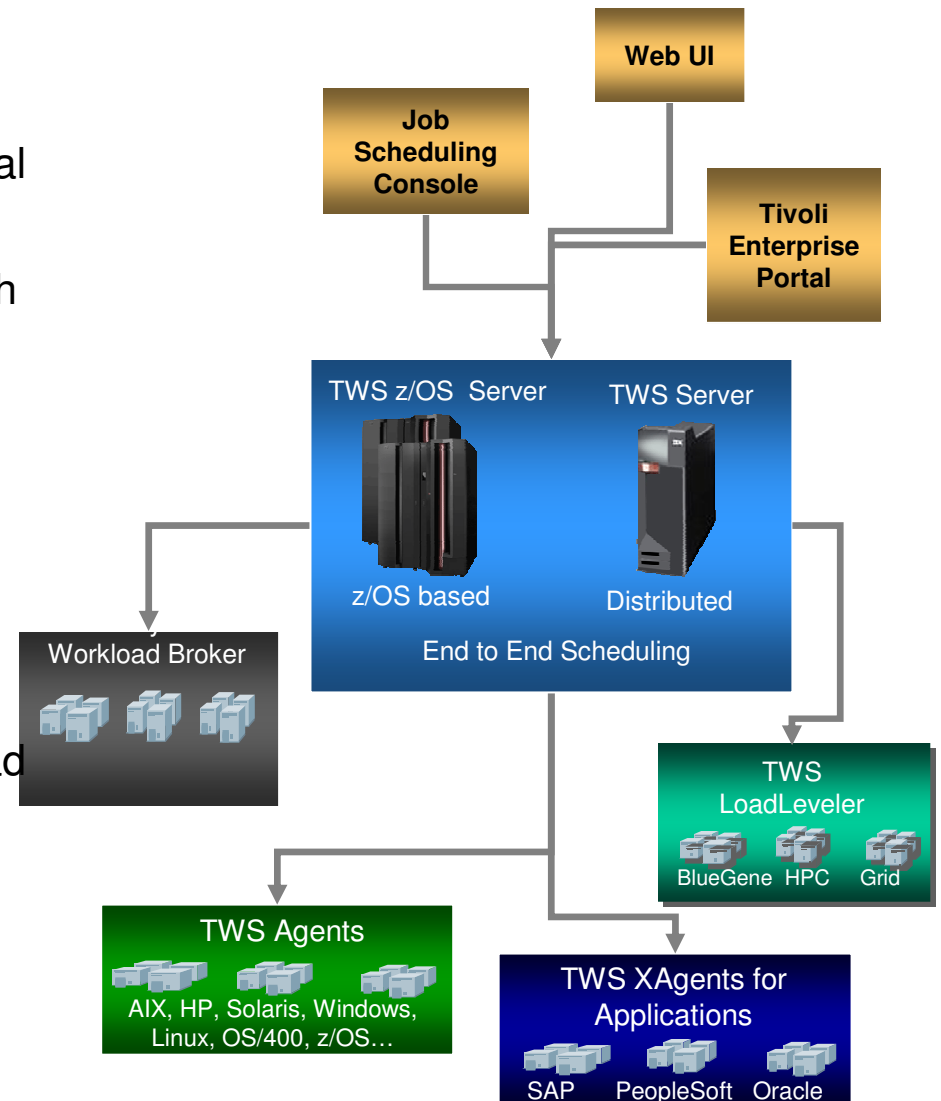 Web UI
Job
Scheduling
Console
al
Tivoli
Enterprise
Portal
h
TWS z/OS Server
TWS Server
z/OS based
Distributed
End to End Scheduling
Workload Broker
ad
TWS
LoadLeveler
BlueGene HPC Grid
TWS Agents
AIX, HP, Solaris, Windows,
Linux, OS/400, z/OS…
TWS XAgents for
Applications
SAP PeopleSoft Oracle